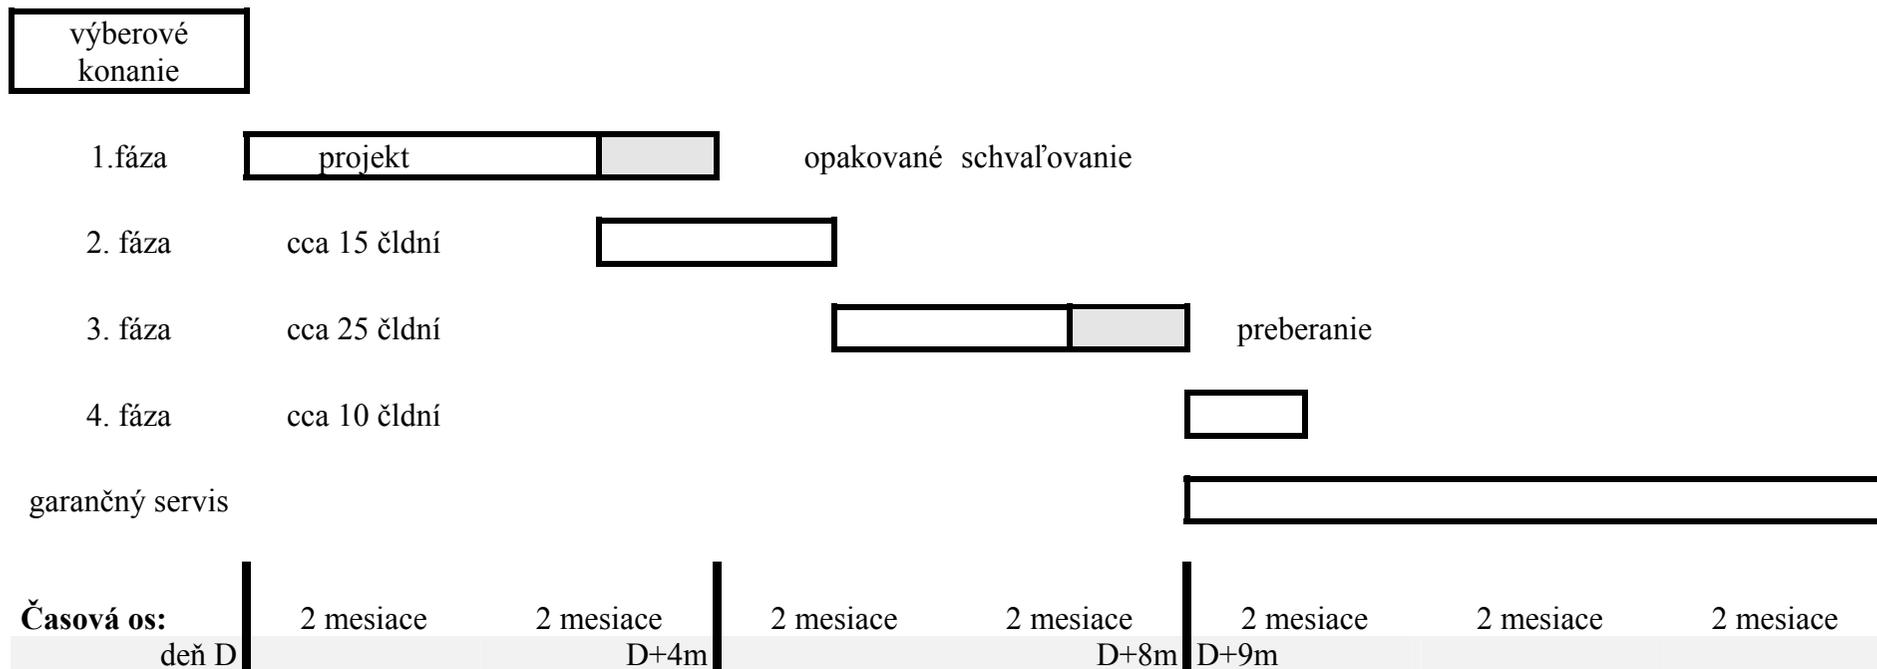 výberové
konanie
1.fáza projekt opakované schvaľovanie
2. fáza cca 15 čldní
3. fáza cca 25 čldní preberanie
4. fáza cca 10 čldní
garančný servis
Časová os: 2 mesiace 2 mesiace 2 mesiace 2 mesiace 2 mesiace 2 mesiace 2 mesiace
deň D D+4m D+8m D+9m